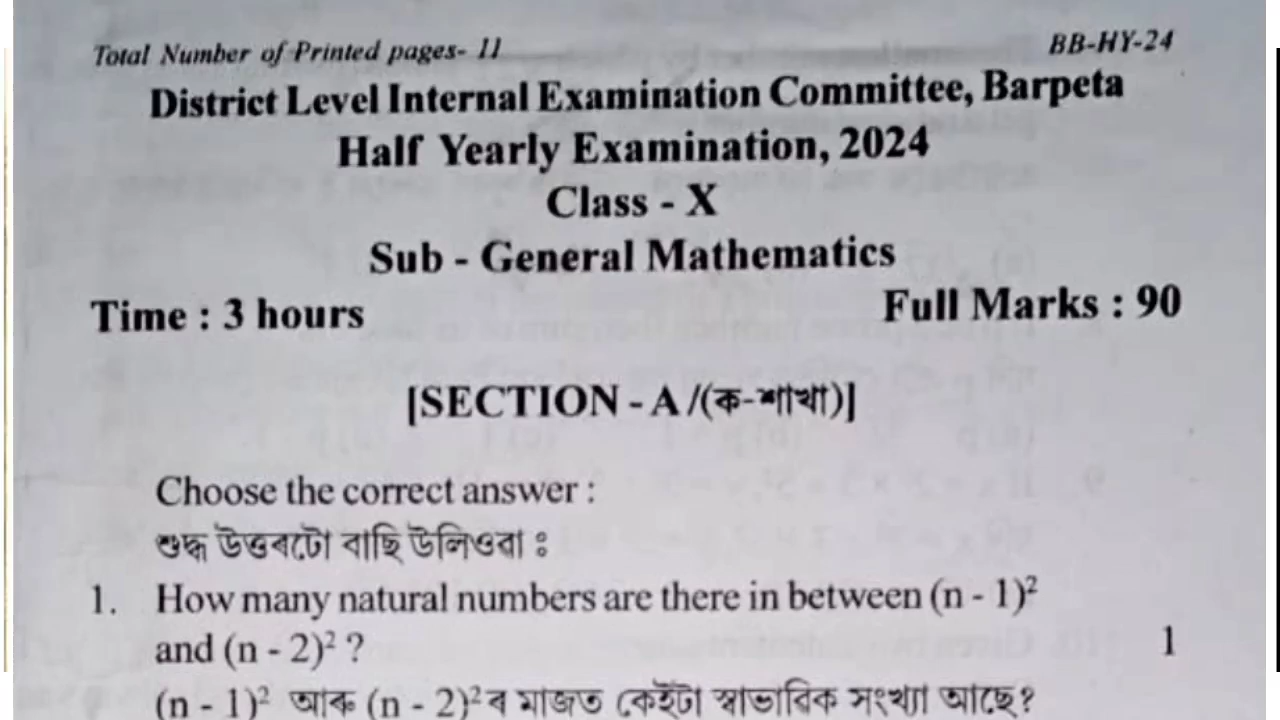 Total Number of Printed pages- 11 BB-HY-24
District Level Internal Examination Committee, Barpeta
Half Yearly Examination, 2024
Class - X
Sub - General Mathematics
Time : 3 hours Full Marks : 90
[SECTION - A /(ক-শাখা)]
Choose the correct answer :
শুদ্ধ উত্তৰটো বাছি উলিওৱা ঃ
1. How many natural numbers are there in between (n - 1)²
and (n - 2)² ? 1
(n - 1)² আৰু (n - 2)² ৰ মাজত কেইটা স্বাভাৱিক সংখ্যা আছে?